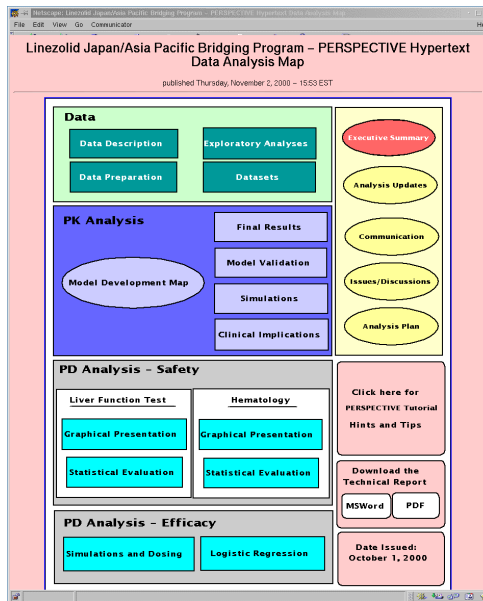 Netscape: Linezolid Japan/Asia Pacific Bridging Program – PERSPECTIVE Hypertext Data Analysis Map
File Edit View Go Communicator
Linezolid Japan/Asia Pacific Bridging Program – PERSPECTIVE Hypertext
Data Analysis Map
published Thursday, November 2, 2000 – 15:53 EST
Data
Data Description
Exploratory Analyses
Data Preparation
Datasets
PK Analysis
Model Development Map
Final Results
Model Validation
Simulations
Clinical Implications
PD Analysis – Safety
Liver Function Test
Graphical Presentation
Statistical Evaluation
Hematology
Graphical Presentation
Statistical Evaluation
PD Analysis – Efficacy
Simulations and Dosing
Logistic Regression
Executive Summary
Analysis Updates
Communication
Issues/Discussions
Analysis Plan
Click here for
PERSPECTIVE Tutorial
Hints and Tips
Download the
Technical Report
MSWord
PDF
Date Issued:
October 1, 2000